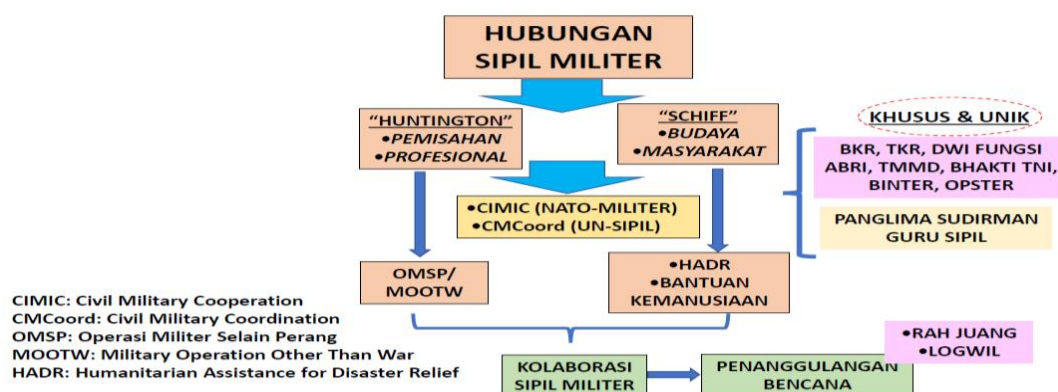 HUBUNGAN
SIPIL MILITER
“HUNTINGTON”
•PEMISAHAN
•PROFESIONAL
“SCHIFF”
•BUDAYA
•MASYARAKAT
KHUSUS & UNIK
BKR, TKR, DWI FUNGSI
ABRI, TMMD, BHAKTI TNI,
BINTER, OPSTER
•CIMIC (NATO-MILITER)
•CMCoord (UN-SIPIL)
PANGLIMA SUDIRMAN
GURU SIPIL
OMSP/
MOOTW
•HADR
•BANTUAN
KEMANUSIAAN
CIMIC: Civil Military Cooperation
CMCoord: Civil Military Coordination
OMSP: Operasi Militer Selain Perang
MOOTW: Military Operation Other Than War
HADR: Humanitarian Assistance for Disaster Relief
•RAH JUANG
•LOGWIL
KOLABORASI
SIPIL MILITER
PENANGGULANGAN
BENCANA